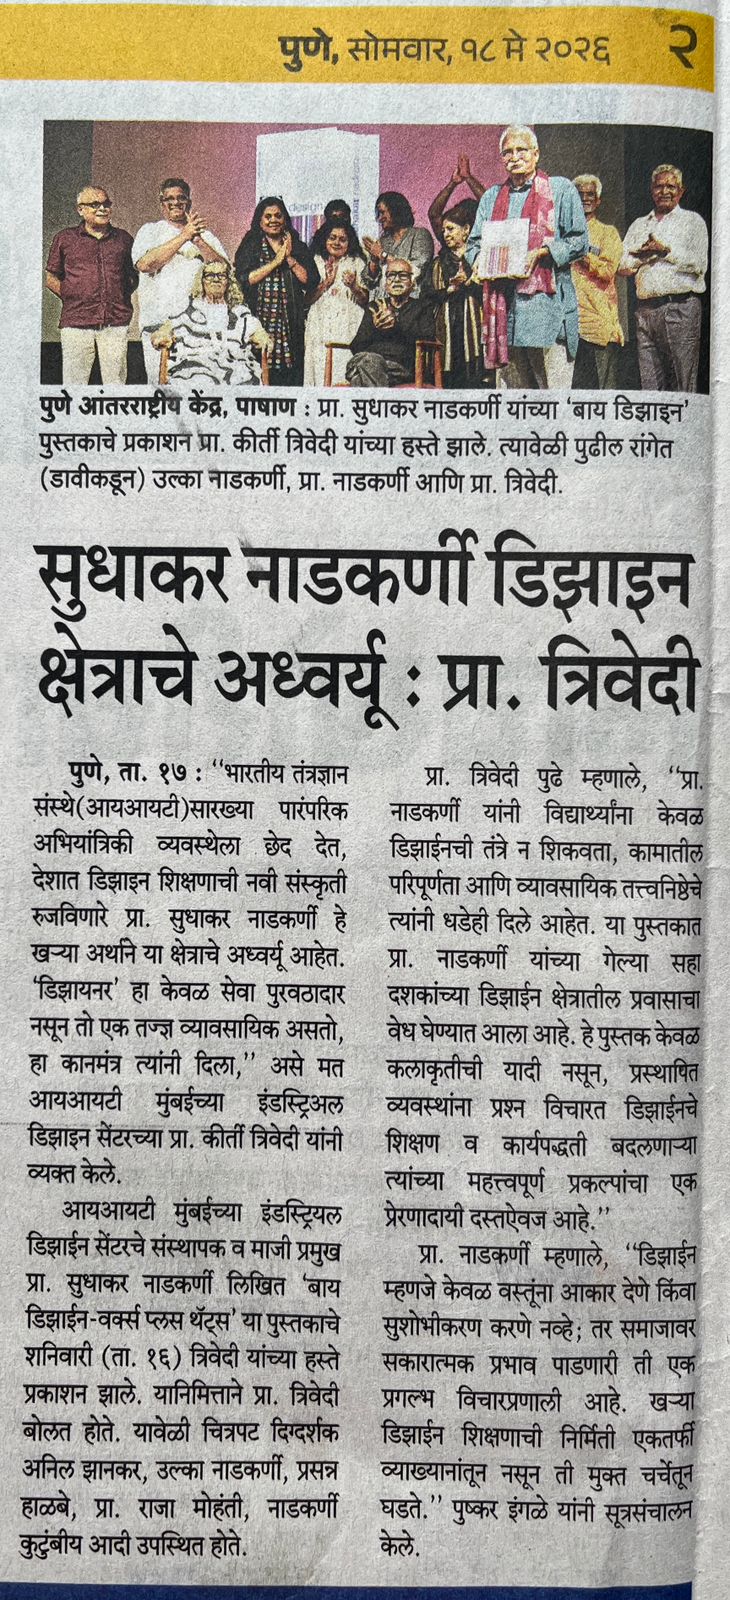 पुणे, सोमवार, १८ मे २०२६ २
design
पुणे आंतरराष्ट्रीय केंद्र, पाषाण : प्रा. सुधाकर नाडकर्णी यांच्या ‘बाय डिझाइन’
पुस्तकाचे प्रकाशन प्रा. कीर्ती त्रिवेदी यांच्या हस्ते झाले. त्यावेळी पुढील रांगेत
(डावीकडून) उल्का नाडकर्णी, प्रा. नाडकर्णी आणि प्रा. त्रिवेदी.
सुधाकर नाडकर्णी डिझाइन
क्षेत्राचे अध्वर्यू : प्रा. त्रिवेदी
पुणे, ता. १७ : ‘‘भारतीय तंत्रज्ञान
संस्थे(आयआयटी)सारख्या पारंपरिक
अभियांत्रिकी व्यवस्थेला छेद देत,
देशात डिझाइन शिक्षणाची नवी संस्कृती
रुजविणारे प्रा. सुधाकर नाडकर्णी हे
खऱ्या अर्थाने या क्षेत्राचे अध्वर्यू आहेत.
‘डिझायनर’ हा केवळ सेवा पुरवठादार
नसून तो एक तज्ज्ञ व्यावसायिक असतो,
हा कानमंत्र त्यांनी दिला,’’ असे मत
आयआयटी मुंबईच्या इंडस्ट्रिअल
डिझाइन सेंटरच्या प्रा. कीर्ती त्रिवेदी यांनी
व्यक्त केले.
आयआयटी मुंबईच्या इंडस्ट्रियल
डिझाईन सेंटरचे संस्थापक व माजी प्रमुख
प्रा. सुधाकर नाडकर्णी लिखित ‘बाय
डिझाईन-वर्क्स प्लस थॅट्स’ या पुस्तकाचे
शनिवारी (ता. १६) त्रिवेदी यांच्या हस्ते
प्रकाशन झाले. यानिमित्ताने प्रा. त्रिवेदी
बोलत होते. यावेळी चित्रपट दिग्दर्शक
अनिल झानकर, उल्का नाडकर्णी, प्रसन्न
हाळबे, प्रा. राजा मोहंती, नाडकर्णी
कुटुंबीय आदी उपस्थित होते.
प्रा. त्रिवेदी पुढे म्हणाले, ‘‘प्रा.
नाडकर्णी यांनी विद्यार्थ्यांना केवळ
डिझाईनची तंत्रे न शिकवता, कामातील
परिपूर्णता आणि व्यावसायिक तत्त्वनिष्ठेचे
त्यांनी धडेही दिले आहेत. या पुस्तकात
प्रा. नाडकर्णी यांच्या गेल्या सहा
दशकांच्या डिझाईन क्षेत्रातील प्रवासाचा
वेध घेण्यात आला आहे. हे पुस्तक केवळ
कलाकृतीची यादी नसून, प्रस्थापित
व्यवस्थांना प्रश्न विचारत डिझाईनचे
शिक्षण व कार्यपद्धती बदलणाऱ्या
त्यांच्या महत्त्वपूर्ण प्रकल्पांचा एक
प्रेरणादायी दस्तऐवज आहे.’’
प्रा. नाडकर्णी म्हणाले, ‘‘डिझाईन
म्हणजे केवळ वस्तूंना आकार देणे किंवा
सुशोभीकरण करणे नव्हे; तर समाजावर
सकारात्मक प्रभाव पाडणारी ती एक
प्रगल्भ विचारप्रणाली आहे. खऱ्या
डिझाईन शिक्षणाची निर्मिती एकतर्फी
व्याख्यानांतून नसून ती मुक्त चर्चेतून
घडते.’’ पुष्कर इंगळे यांनी सूत्रसंचालन
केले.